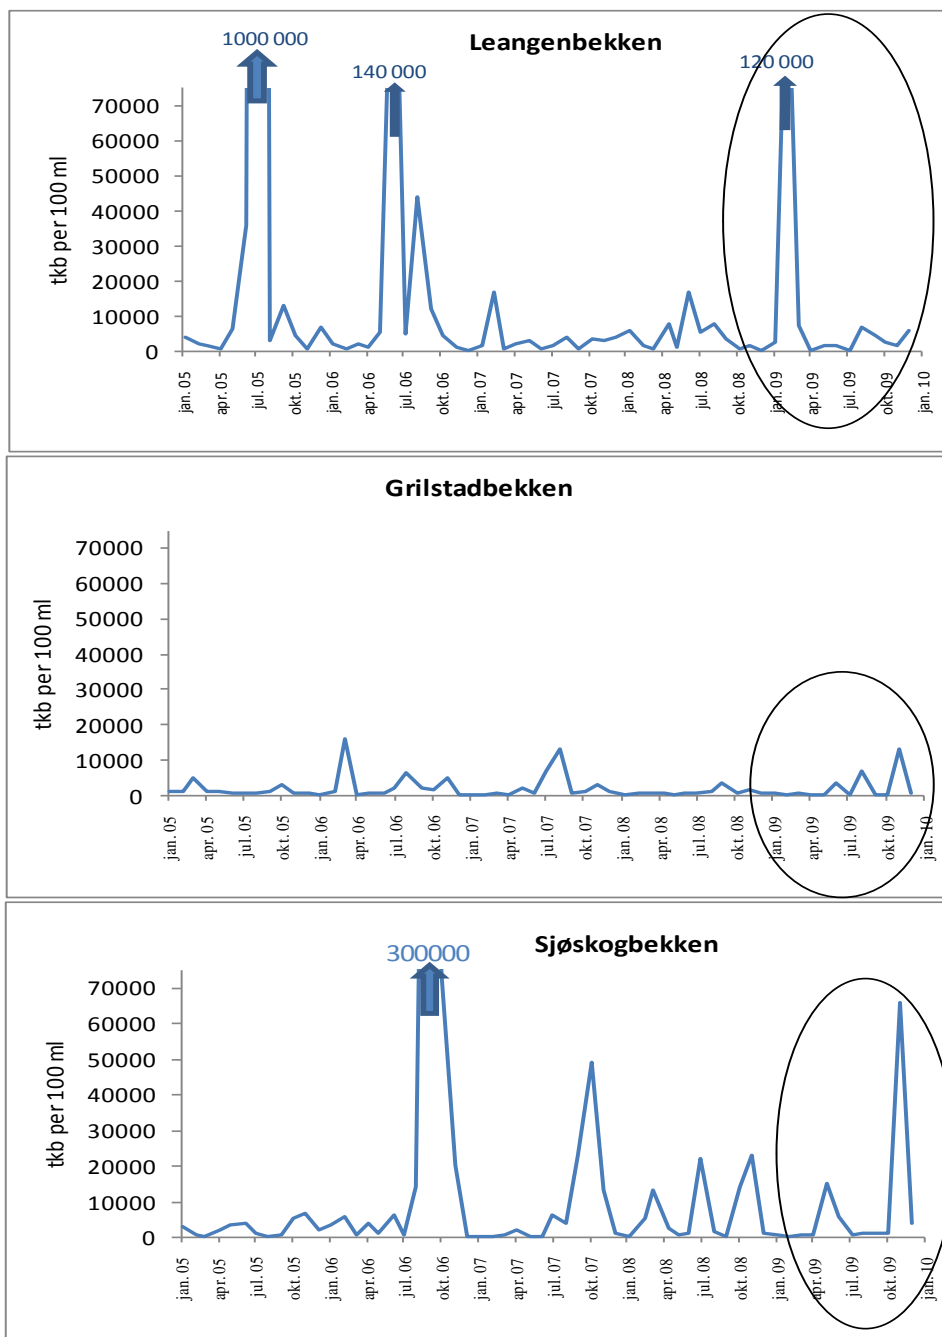 Leangenbekken
1000 000
140 000
120 000
tkb per 100 ml
70000
60000
50000
40000
30000
20000
10000
0
jan. 05
apr. 05
jul. 05
okt. 05
jan. 06
apr. 06
jul. 06
okt. 06
jan. 07
apr. 07
jul. 07
okt. 07
jan. 08
apr. 08
jul. 08
okt. 08
jan. 09
apr. 09
jul. 09
okt. 09
jan. 10
Grilstadbekken
tkb per 100 ml
70000
60000
50000
40000
30000
20000
10000
0
jan. 05
apr. 05
jul. 05
okt. 05
jan. 06
apr. 06
jul. 06
okt. 06
jan. 07
apr. 07
jul. 07
okt. 07
jan. 08
apr. 08
jul. 08
okt. 08
jan. 09
apr. 09
jul. 09
okt. 09
jan. 10
Sjøskogbekken
300000
tkb per 100 ml
70000
60000
50000
40000
30000
20000
10000
0
jan. 05
apr. 05
jul. 05
okt. 05
jan. 06
apr. 06
jul. 06
okt. 06
jan. 07
apr. 07
jul. 07
okt. 07
jan. 08
apr. 08
jul. 08
okt. 08
jan. 09
apr. 09
jul. 09
okt. 09
jan. 10